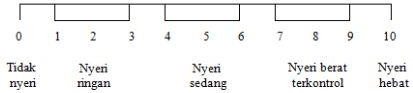 0 1 2 3 4 5 6 7 8 9 10
Tidak nyeri
Nyeri ringan
Nyeri sedang
Nyeri berat terkontrol
Nyeri hebat